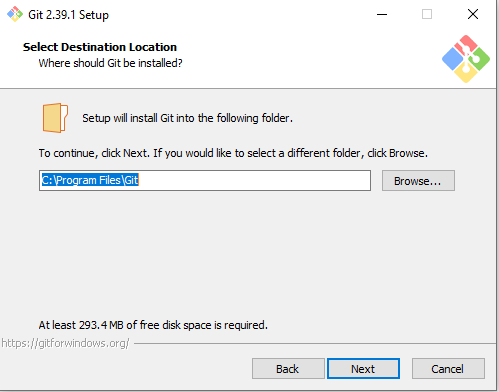 Git 2.39.1 Setup
Select Destination Location
Where should Git be installed?
Setup will install Git into the following folder.
To continue, click Next. If you would like to select a different folder, click Browse.
C:\Program Files\Git
Browse...
At least 293.4 MB of free disk space is required.
https://gitforwindows.org/
Back
Next
Cancel